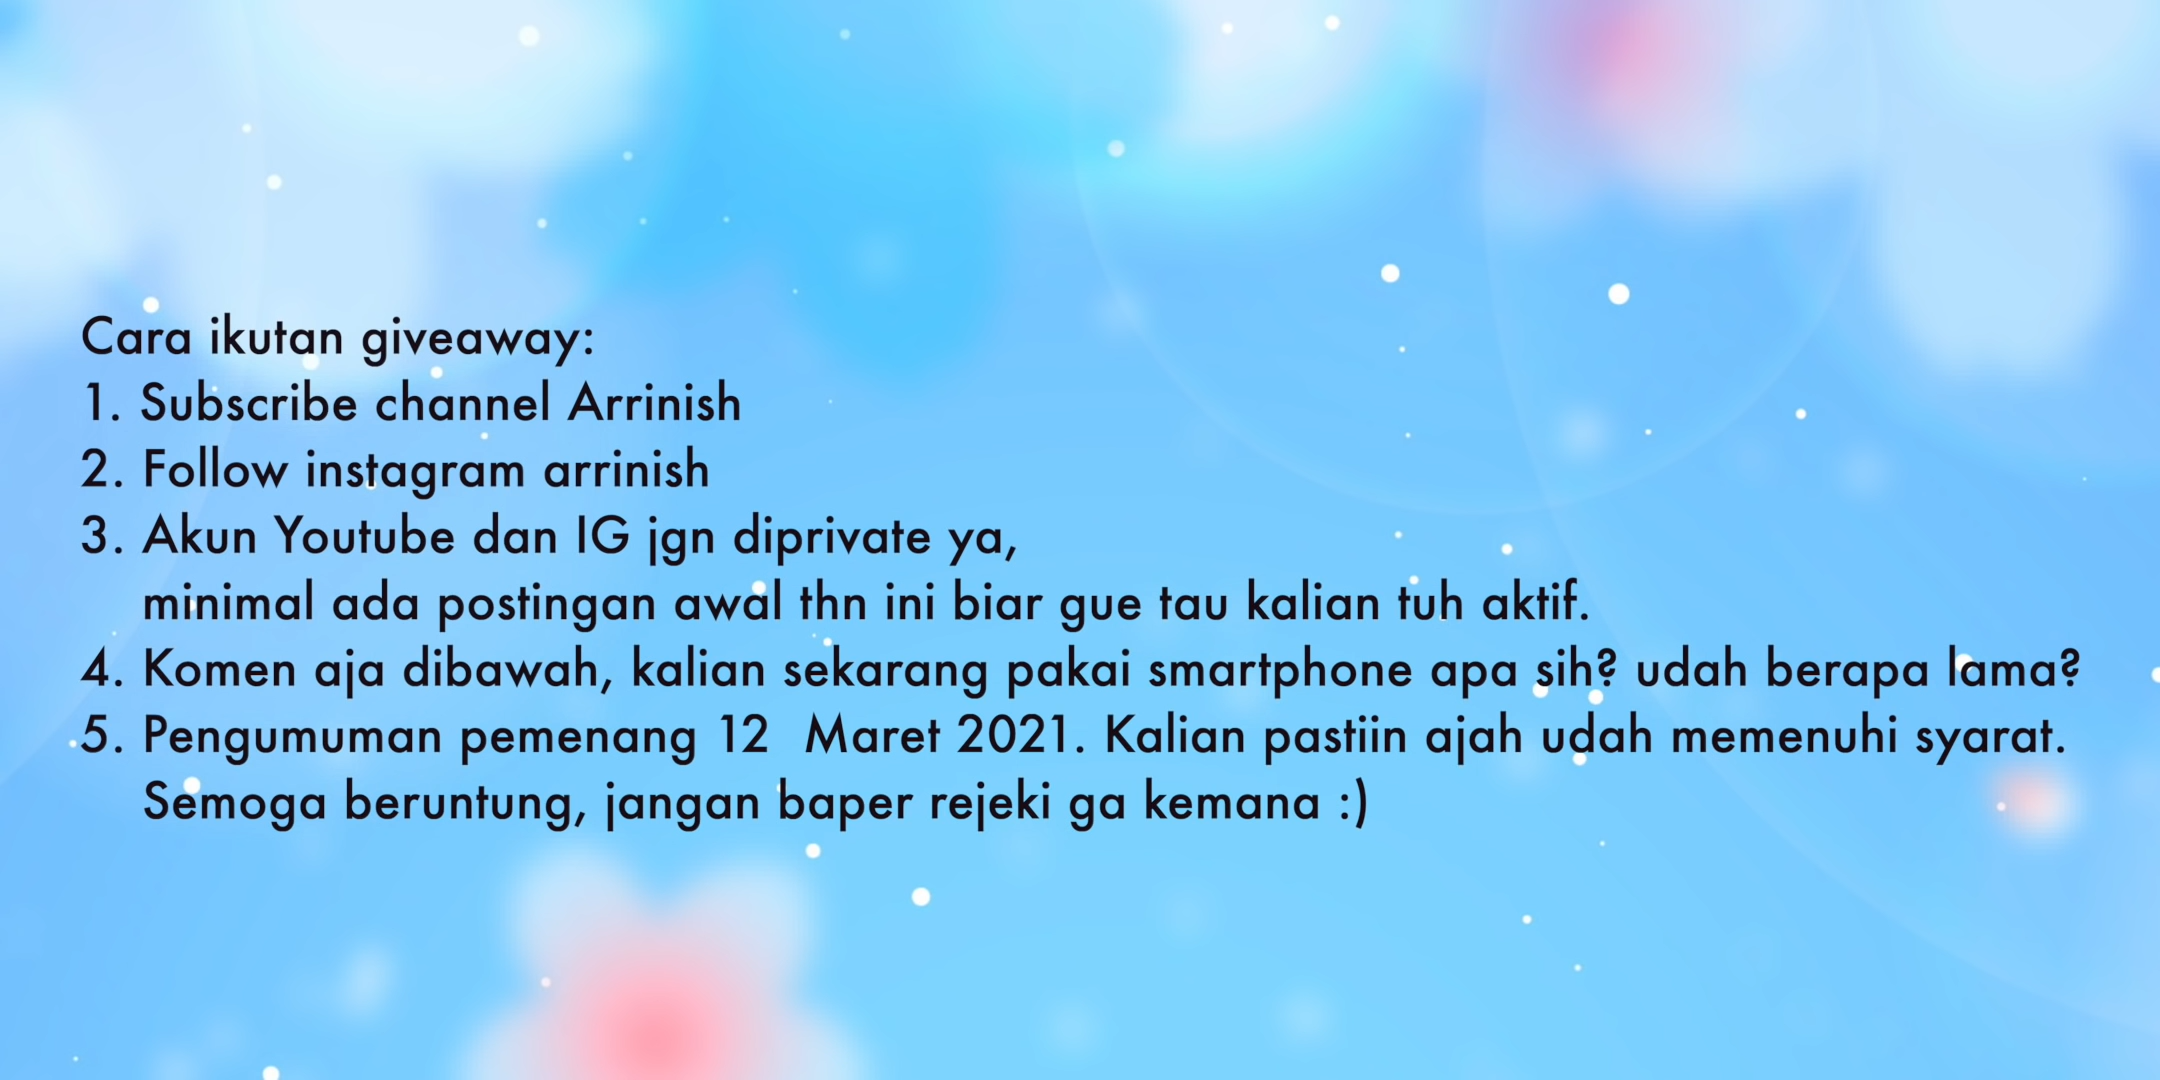 Cara ikutan giveaway:
1. Subscribe channel Arrinish
2. Follow instagram arrinish
3. Akun Youtube dan IG jgn diprivate ya,
minimal ada postingan awal thn ini biar gue tau kalian tuh aktif.
4. Komen aja dibawah, kalian sekarang pakai smartphone apa sih? udah berapa lama?
5. Pengumuman pemenang 12  Maret 2021. Kalian pastiin ajah udah memenuhi syarat.
Semoga beruntung, jangan baper rejeki ga kemana :)